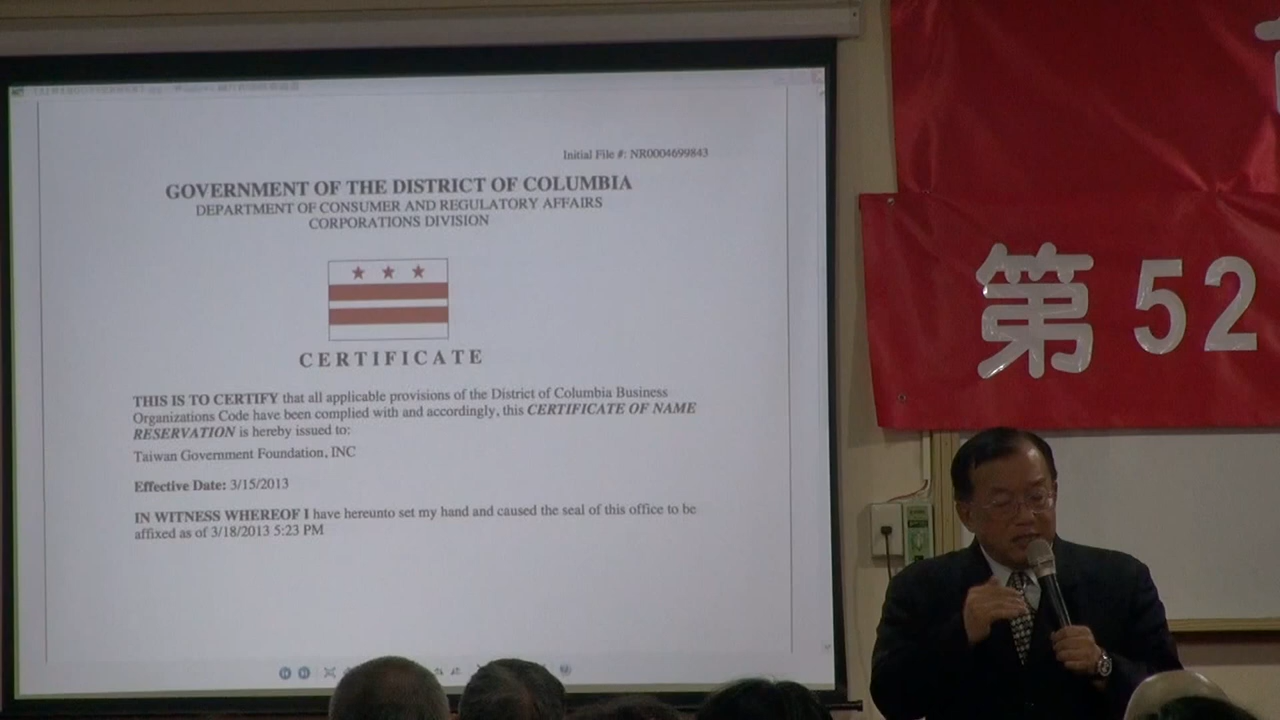 Initial File #: NR0004699843
GOVERNMENT OF THE DISTRICT OF COLUMBIA
DEPARTMENT OF CONSUMER AND REGULATORY AFFAIRS
CORPORATIONS DIVISION
CERTIFICATE
THIS IS TO CERTIFY that all applicable provisions of the District of Columbia Business
Organizations Code have been complied with and accordingly, this CERTIFICATE OF NAME
RESERVATION is hereby issued to:
Taiwan Government Foundation, INC
Effective Date: 3/15/2013
IN WITNESS WHEREOF I have hereunto set my hand and caused the seal of this office to be
affixed as of 3/18/2013 5:23 PM
第 52